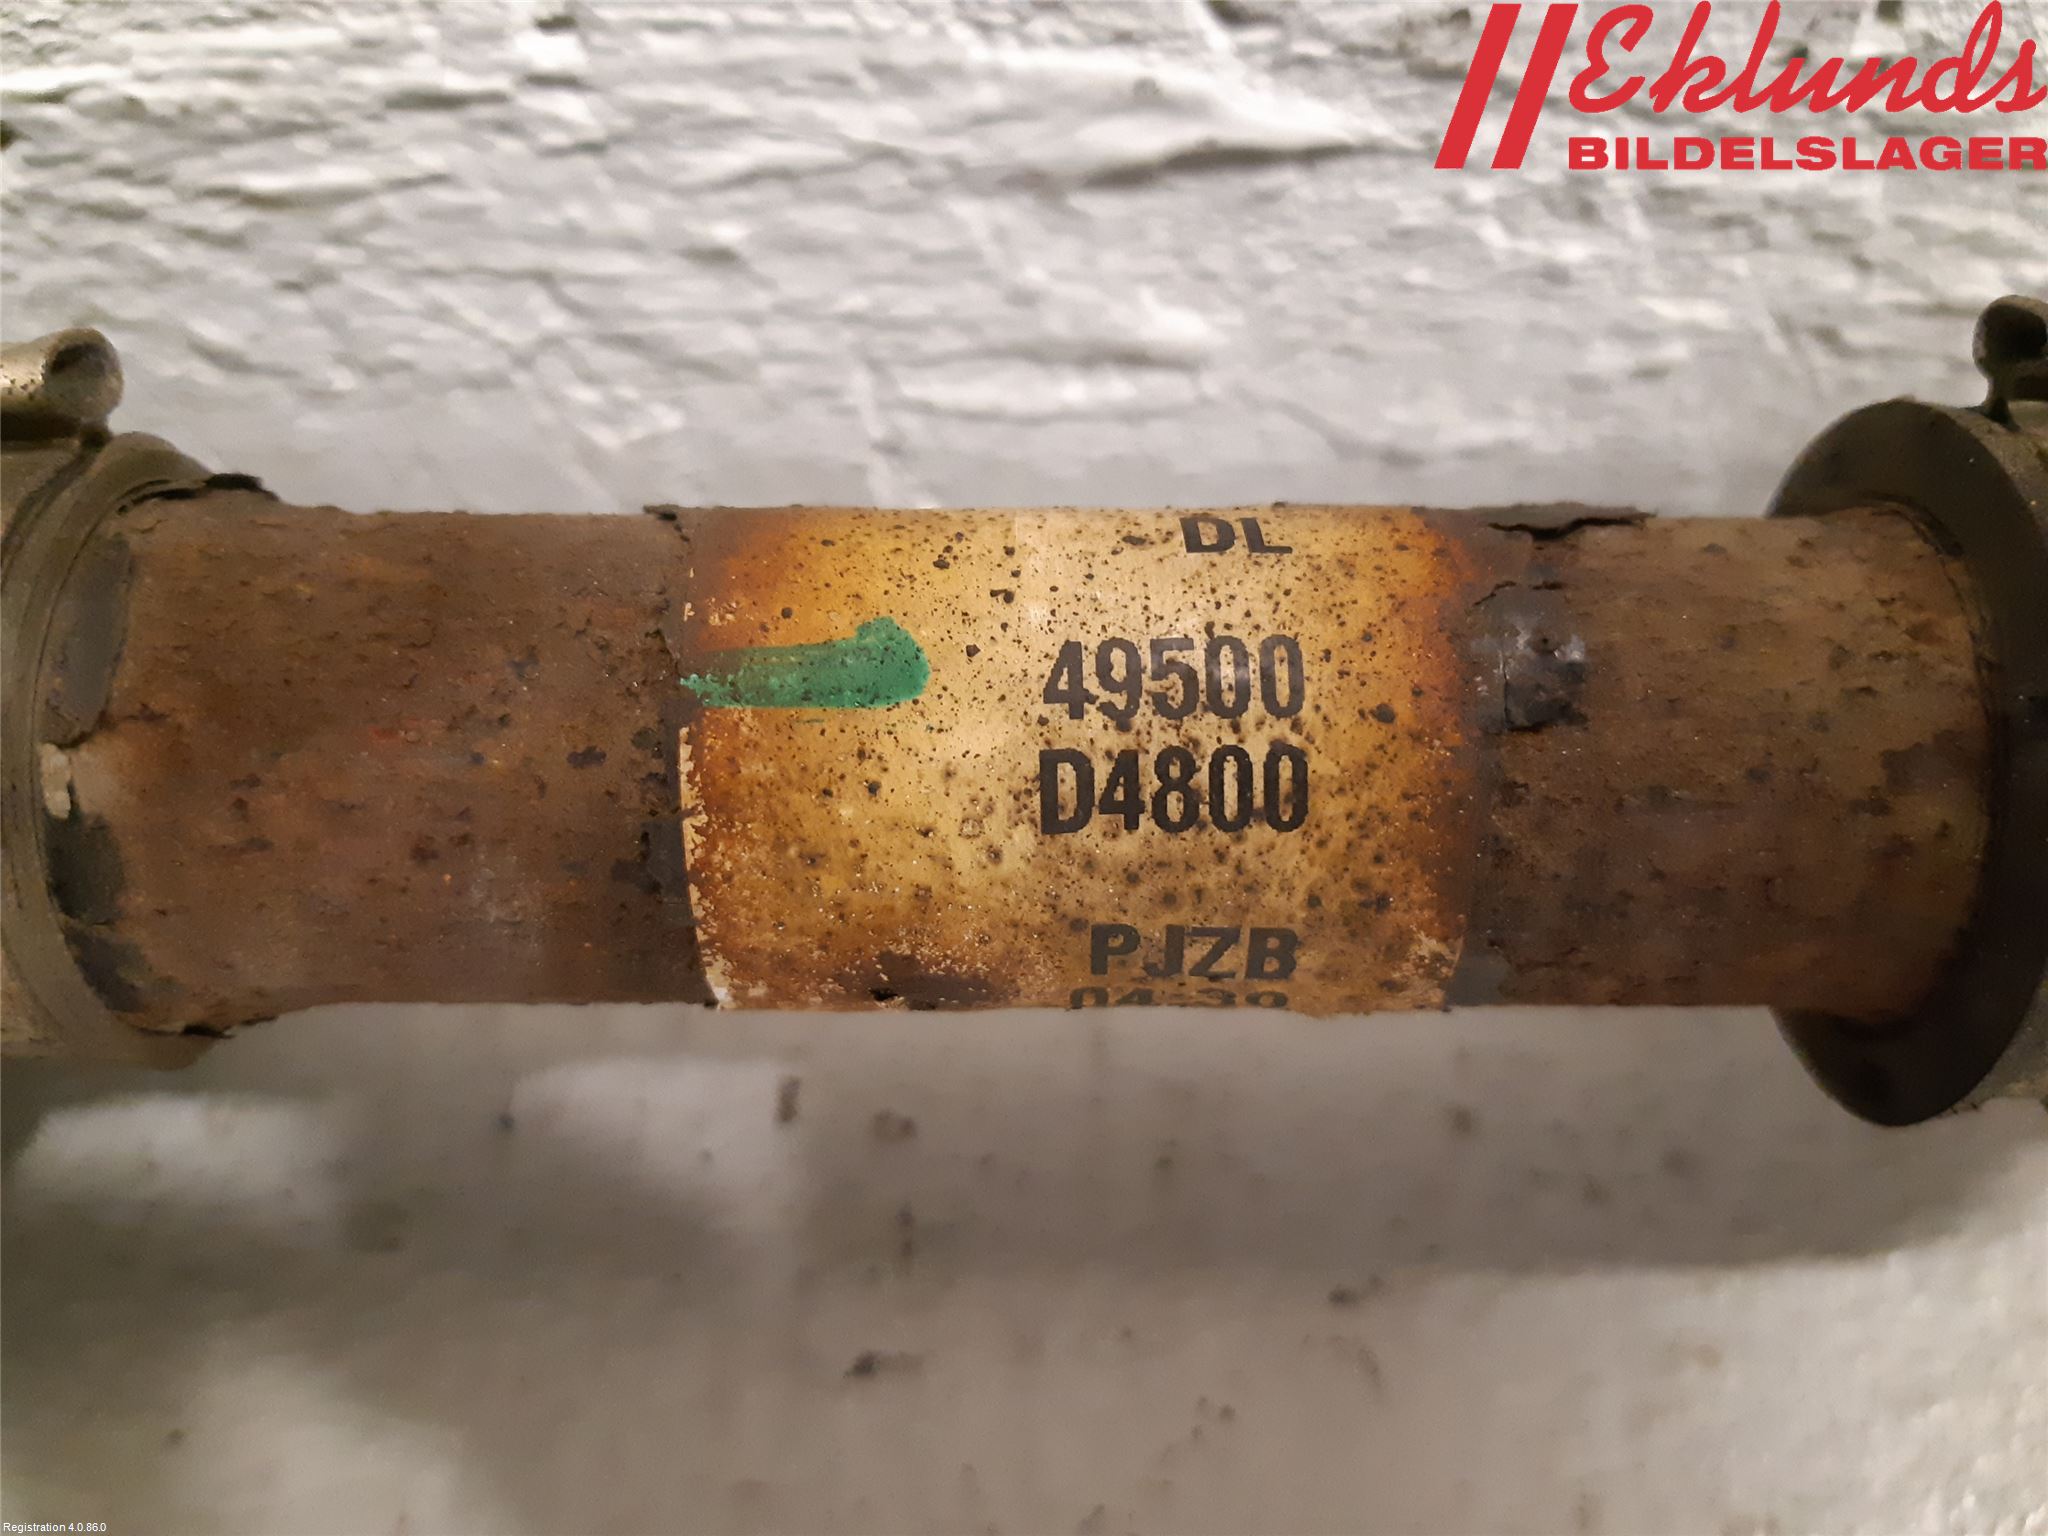 Eklunds
BILDELSLAGER
DL
49500
D4800
PJZB
Registration 4.0.86.0